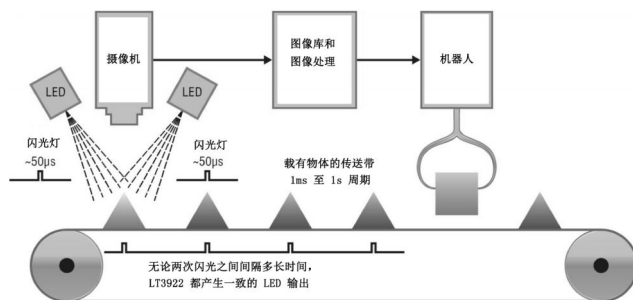 摄像机
图像库和
图像处理
机器人
LED
LED
闪光灯
~50µs
闪光灯
~50µs
载有物体的传送带
1ms 至 1s 周期
无论两次闪光之间间隔多长时间，
LT3922 都产生一致的 LED 输出